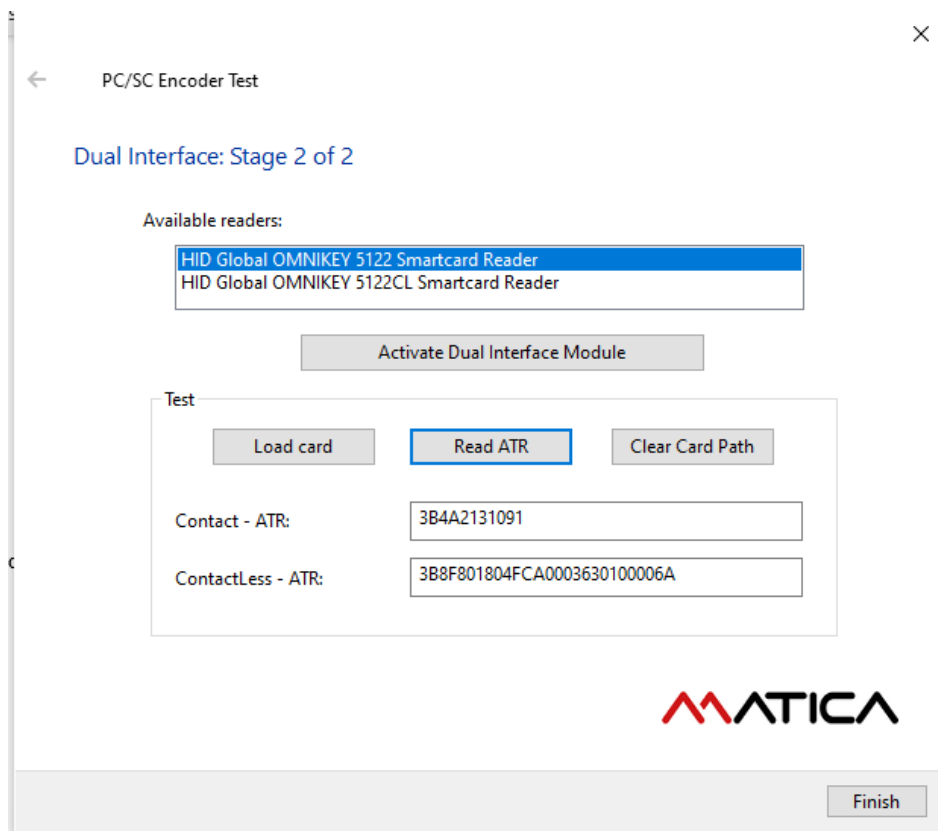 PC/SC Encoder Test
Dual Interface: Stage 2 of 2
Available readers:
HID Global OMNIKEY 5122 Smartcard Reader
HID Global OMNIKEY 5122CL Smartcard Reader
Activate Dual Interface Module
Test
Load card
Read ATR
Clear Card Path
Contact - ATR:
3B4A2131091
ContactLess - ATR:
3B8F801804FCA0003630100006A
MATICA
Finish